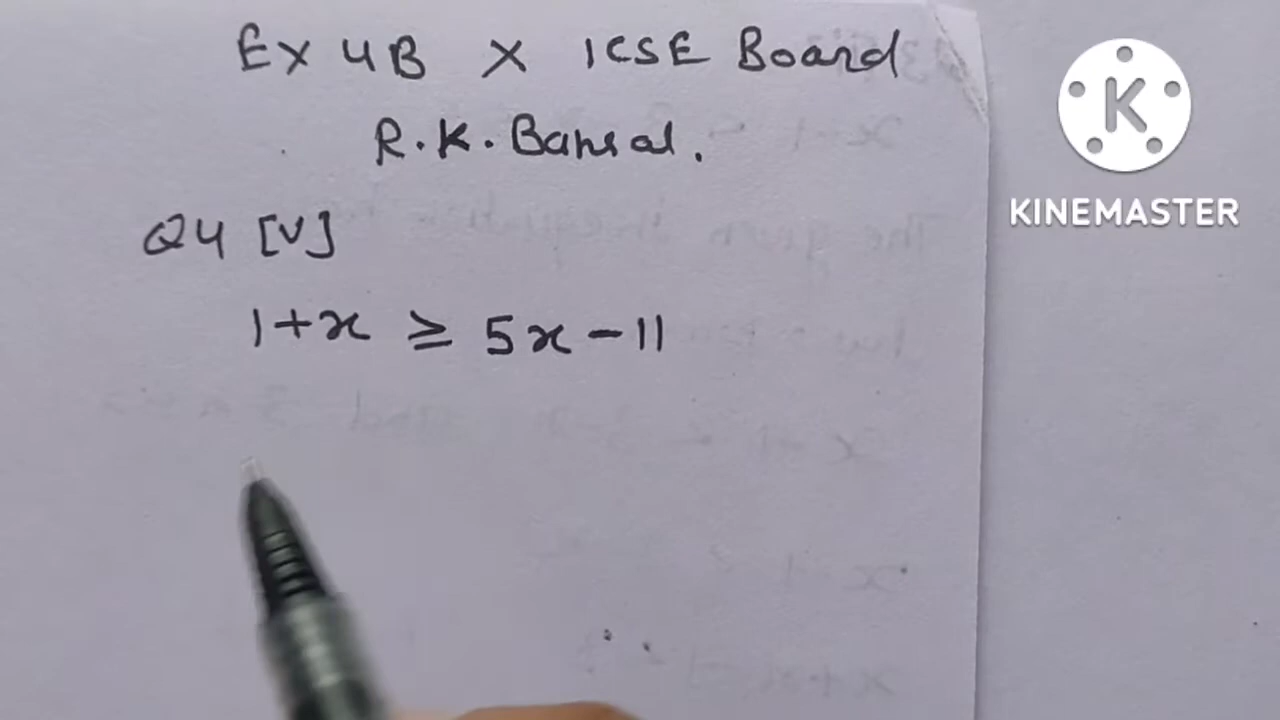 Ex 4B X ICSE Board
R.K. Bansal.
Q4 [V]
1+x ≥ 5x-11
K
KINEMASTER